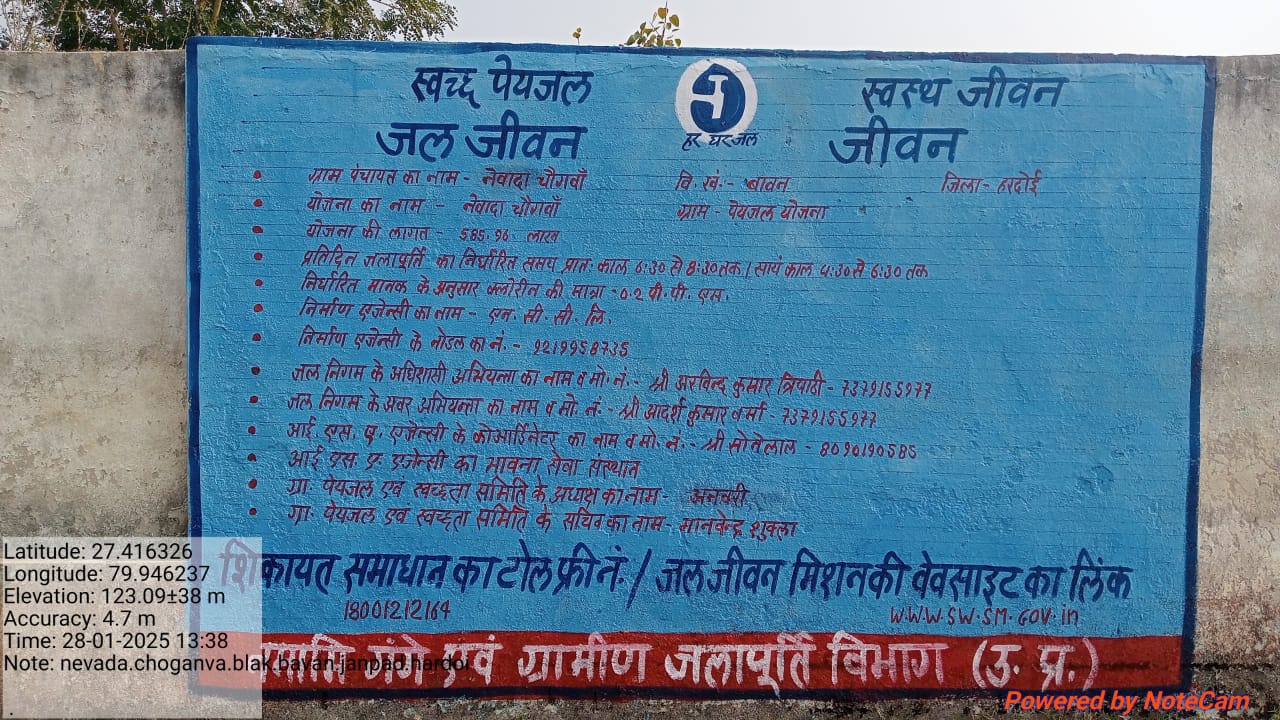 स्वच्छ पेयजल स्वस्थ जीवन
हर घर जल
जल जीवन जीवन
ग्राम पंचायत का नाम - नेवादा चौगवाँ वि. खं.- बावन जिला - हरदोई
योजना का नाम - नेवादा चौगवाँ ग्राम - पेयजल योजना
योजना की लागत - 585.96 लाख
प्रतिदिन जलापूर्ति का निर्धारित समय प्रात: काल 6:30 से 8:30 तक / सायं काल 4:30 से 6:30 तक
निर्धारित मानक के अनुसार क्लोरीन की मात्रा - 0.2 पी. पी. एम.
निर्माण एजेन्सी का नाम - एन. सी. सी. लि.
निर्माण एजेन्सी के नोडल का नं. - 9219958735
जल निगम के अधिशासी अभियन्ता का नाम व मो. नं. - श्री अरविन्द कुमार त्रिपाठी - 7379155977
जल निगम के अवर अभियन्ता का नाम व मो. नं. - श्री आदर्श कुमार वर्मा - 7379155977
आई. एस. ए. एजेन्सी के कोआर्डिनेटर का नाम व मो. नं. - श्री सोनेलाल - 8090190585
आई एस. ए. एजेन्सी का भावना सेवा संस्थान
ग्रा. पेयजल एवं स्वच्छता समिति के अध्यक्ष का नाम -
ग्रा. पेयजल एवं स्वच्छता समिति के सचिव का नाम - मानवेन्द्र शुक्ला
शिकायत समाधान का टोल फ्री नं. / जल जीवन मिशन की वेवसाइट का लिंक
18001212164 www.sw.sm.gov.in
नमामि गंगे एवं ग्रामीण जलापूर्ति विभाग (उ. प्र.)
Latitude: 27.416326
Longitude: 79.946237
Elevation: 123.09±38 m
Accuracy: 4.7 m
Time: 28-01-2025 13:38
Note: nevada.choganva.blak.bavan.janpad.hardoi
Powered by NoteCam